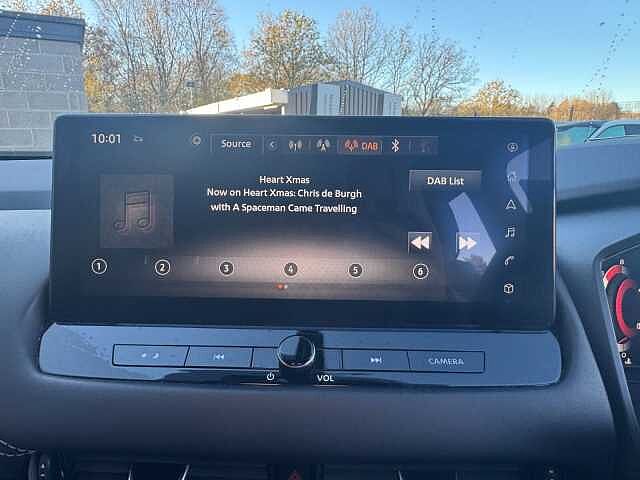 10:01
Source
DAB
Heart Xmas
Now on Heart Xmas: Chris de Burgh
with A Spaceman Came Travelling
DAB List
1 2 3 4 5 6
CAMERA
VOL